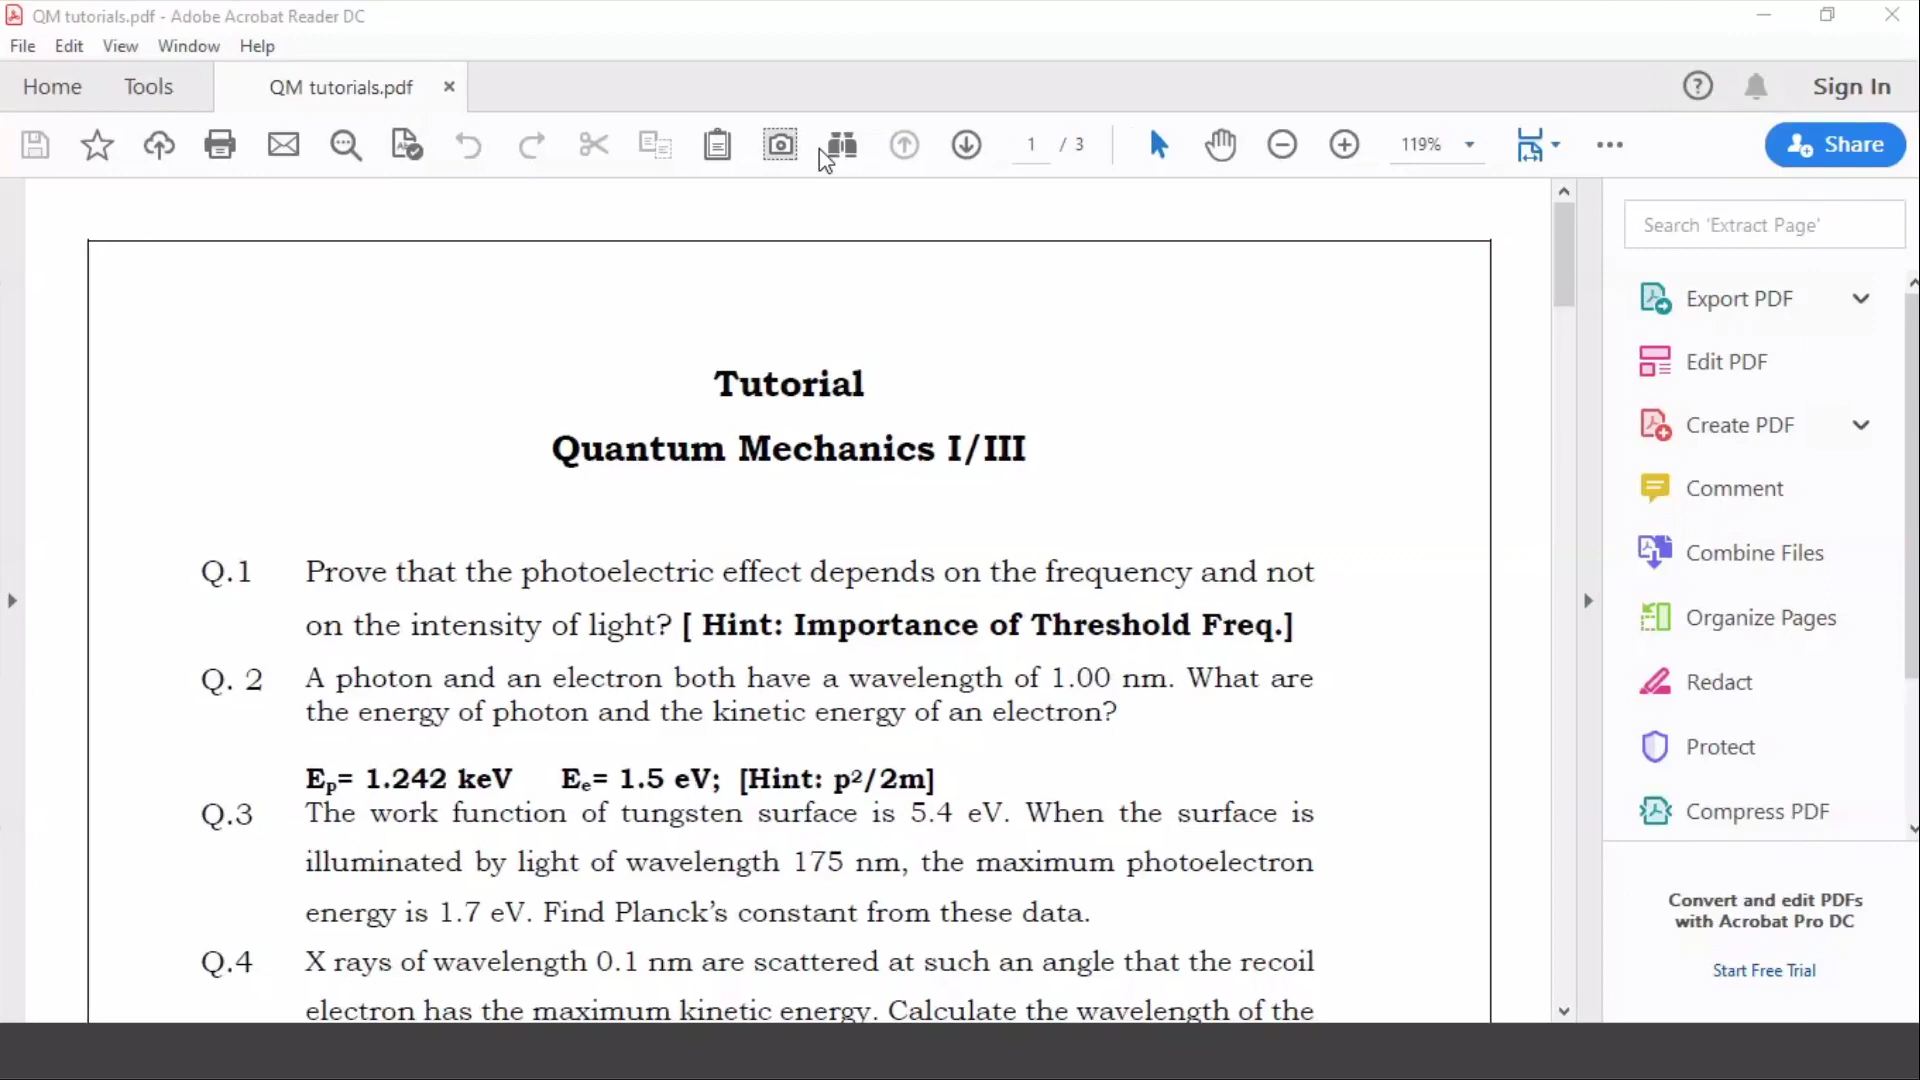 QM tutorials.pdf - Adobe Acrobat Reader DC
File Edit View Window Help
Home Tools QM tutorials.pdf × Sign In
1 / 3 119% Share
Search 'Extract Page'
Export PDF
Edit PDF
Create PDF
Comment
Combine Files
Organize Pages
Redact
Protect
Compress PDF
Convert and edit PDFs
with Acrobat Pro DC
Start Free Trial
Tutorial
Quantum Mechanics I/III
Q.1 Prove that the photoelectric effect depends on the frequency and not
on the intensity of light? [ Hint: Importance of Threshold Freq.]
Q. 2 A photon and an electron both have a wavelength of 1.00 nm. What are
the energy of photon and the kinetic energy of an electron?
Eₚ= 1.242 keV Eₑ= 1.5 eV; [Hint: p²/2m]
Q.3 The work function of tungsten surface is 5.4 eV. When the surface is
illuminated by light of wavelength 175 nm, the maximum photoelectron
energy is 1.7 eV. Find Planck's constant from these data.
Q.4 X rays of wavelength 0.1 nm are scattered at such an angle that the recoil
electron has the maximum kinetic energy. Calculate the wavelength of the